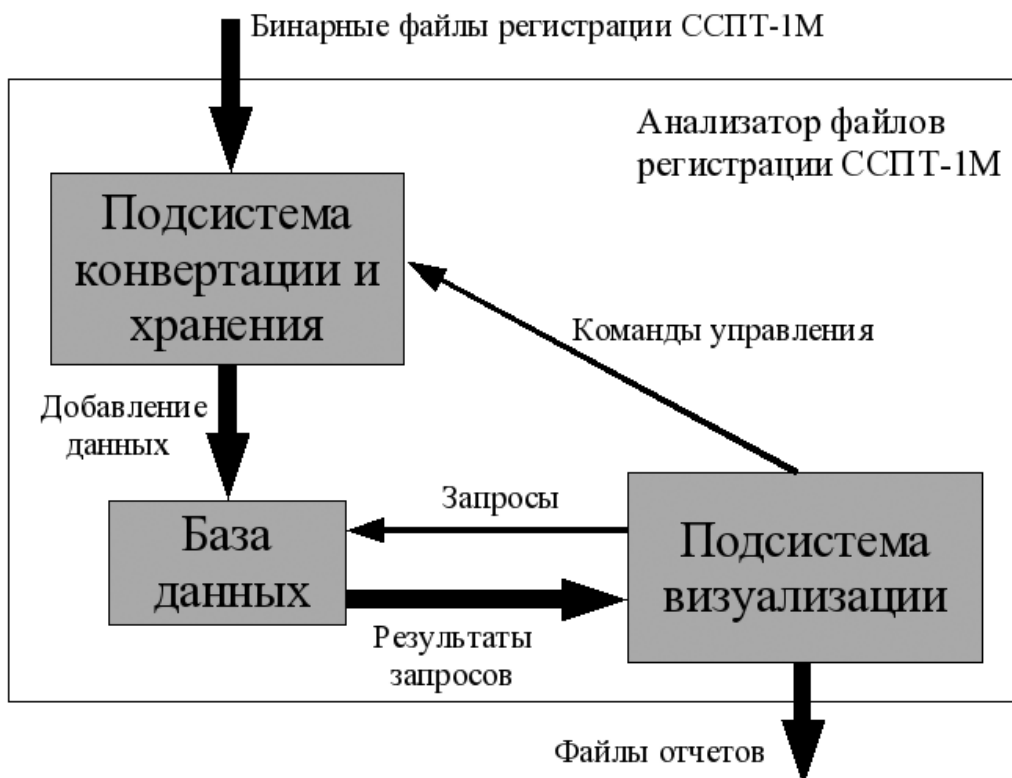 Бинарные файлы регистрации ССПТ-1М
Анализатор файлов
регистрации ССПТ-1М
Подсистема
конвертации и
хранения
Команды управления
Добавление
данных
Запросы
База
данных
Подсистема
визуализации
Результаты
запросов
Файлы отчетов